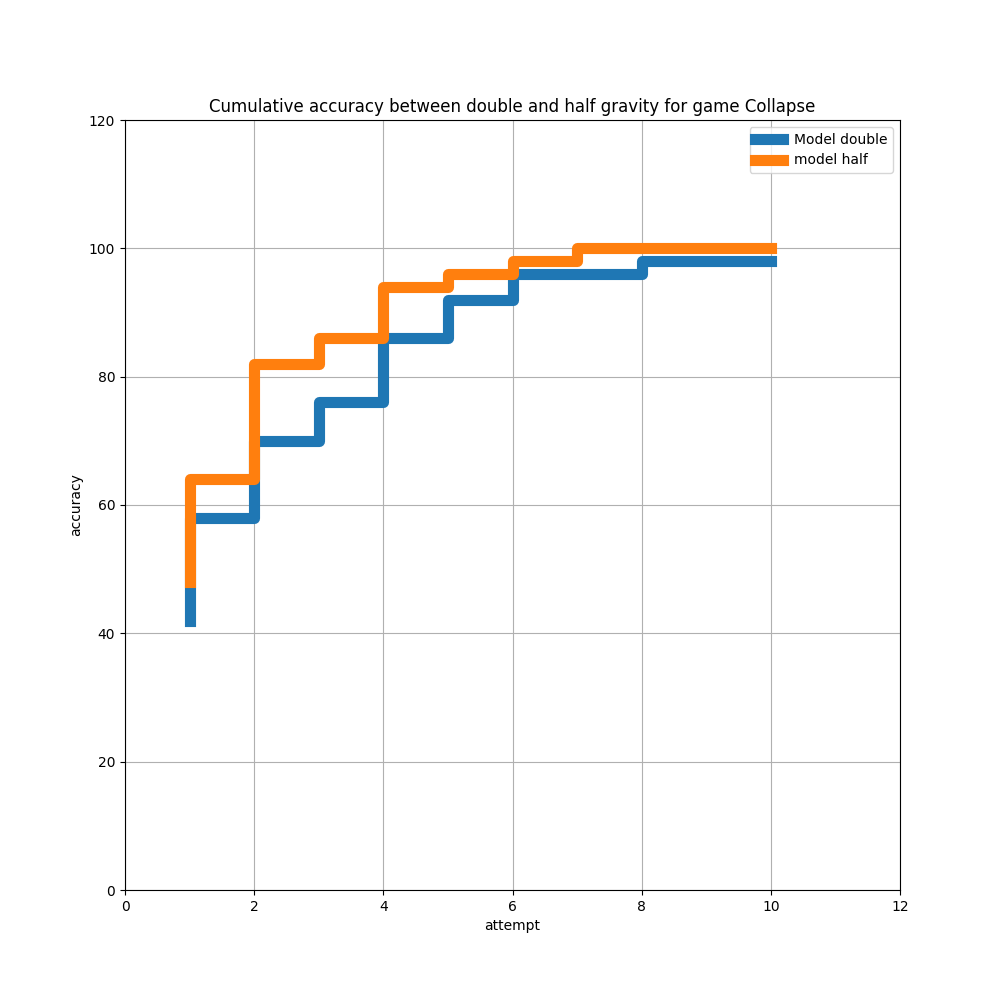 Cumulative accuracy between double and half gravity for game Collapse
120
100
80
60
40
20
0
accuracy
Model double
model half
0 2 4 6 8 10 12
attempt